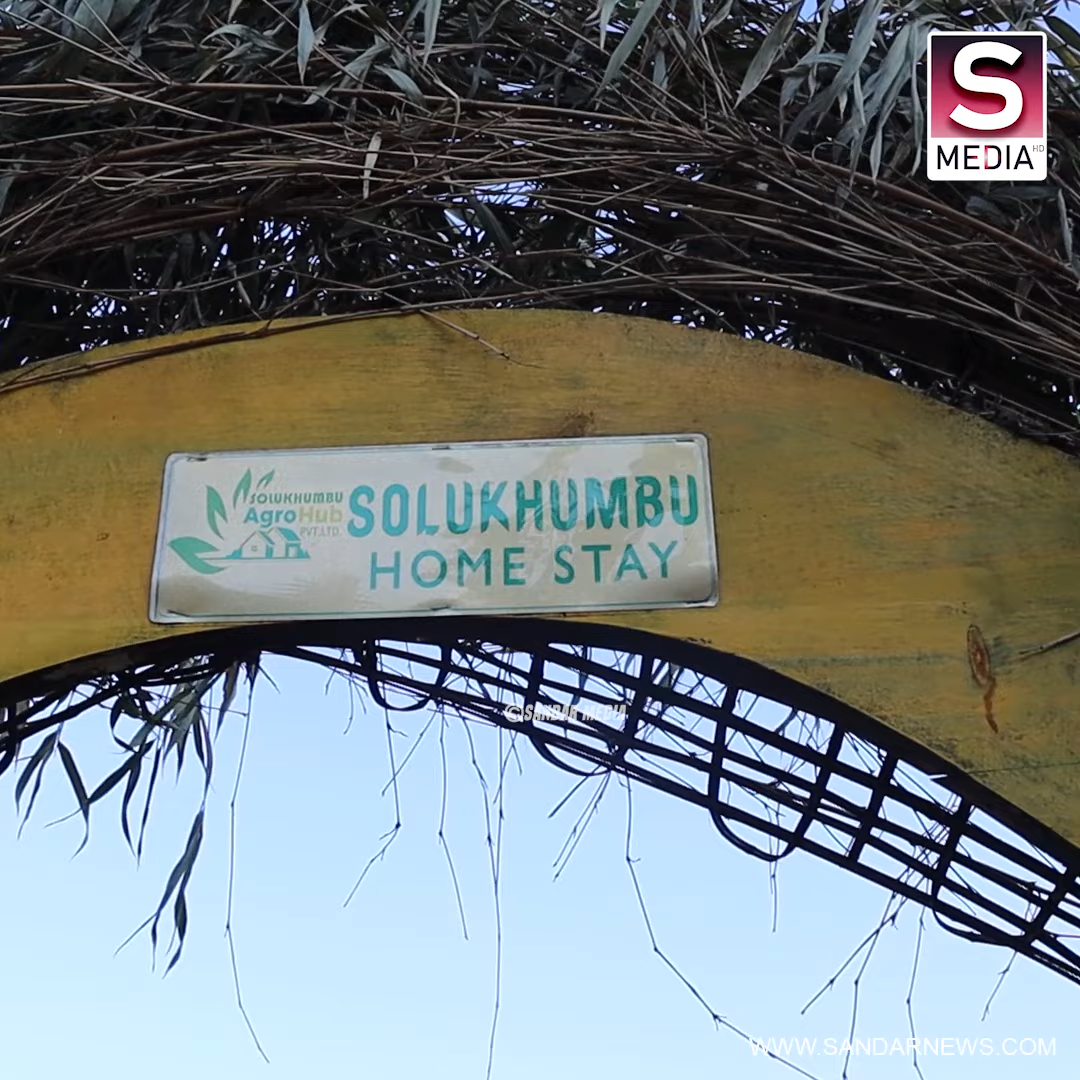 S
MEDIA HD
SOLUKHUMBU
AgroHub
PVT.LTD.
SOLUKHUMBU
HOME STAY
©SANDAR MEDIA
WWW.SANDARNEWS.COM